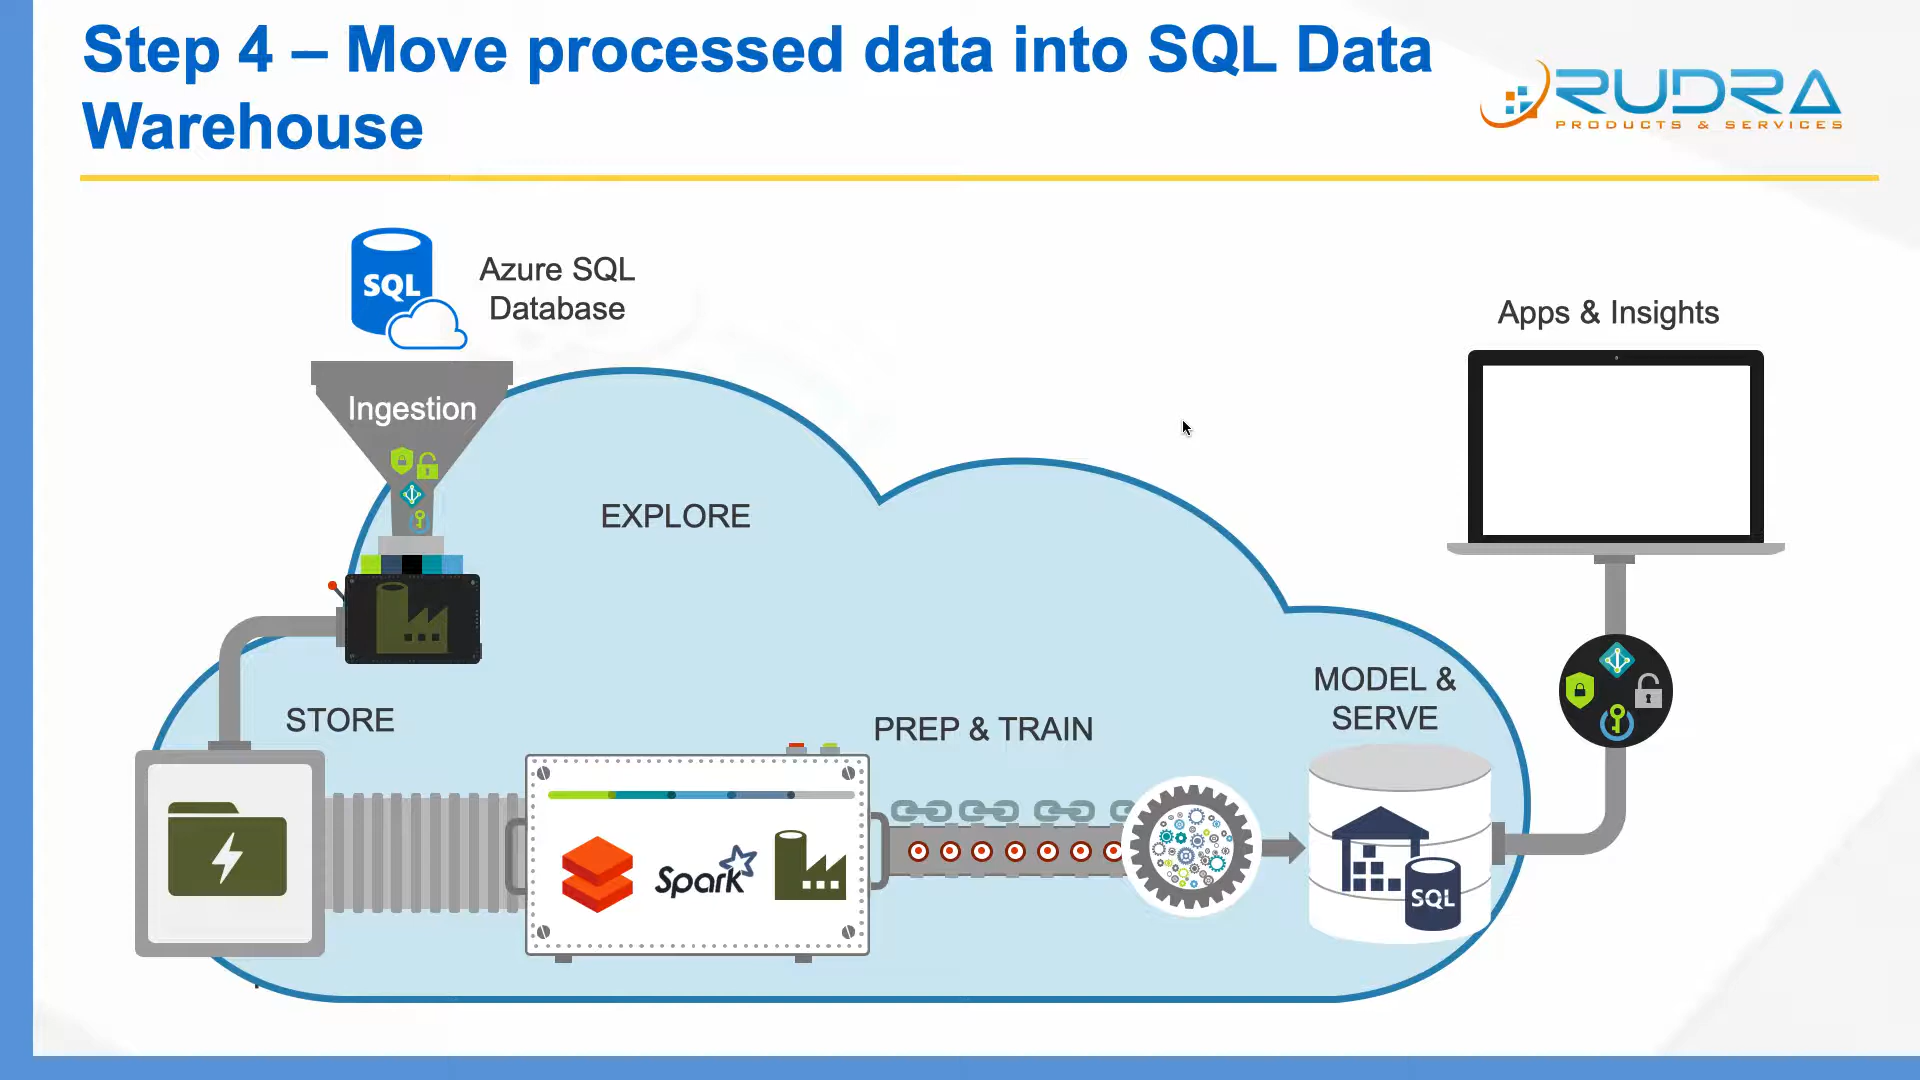 Step 4 – Move processed data into SQL Data
Warehouse
RUDRA
PRODUCTS & SERVICES
SQL
Azure SQL
Database
Ingestion
Apps & Insights
EXPLORE
STORE
PREP & TRAIN
MODEL &
SERVE
Spark
SQL